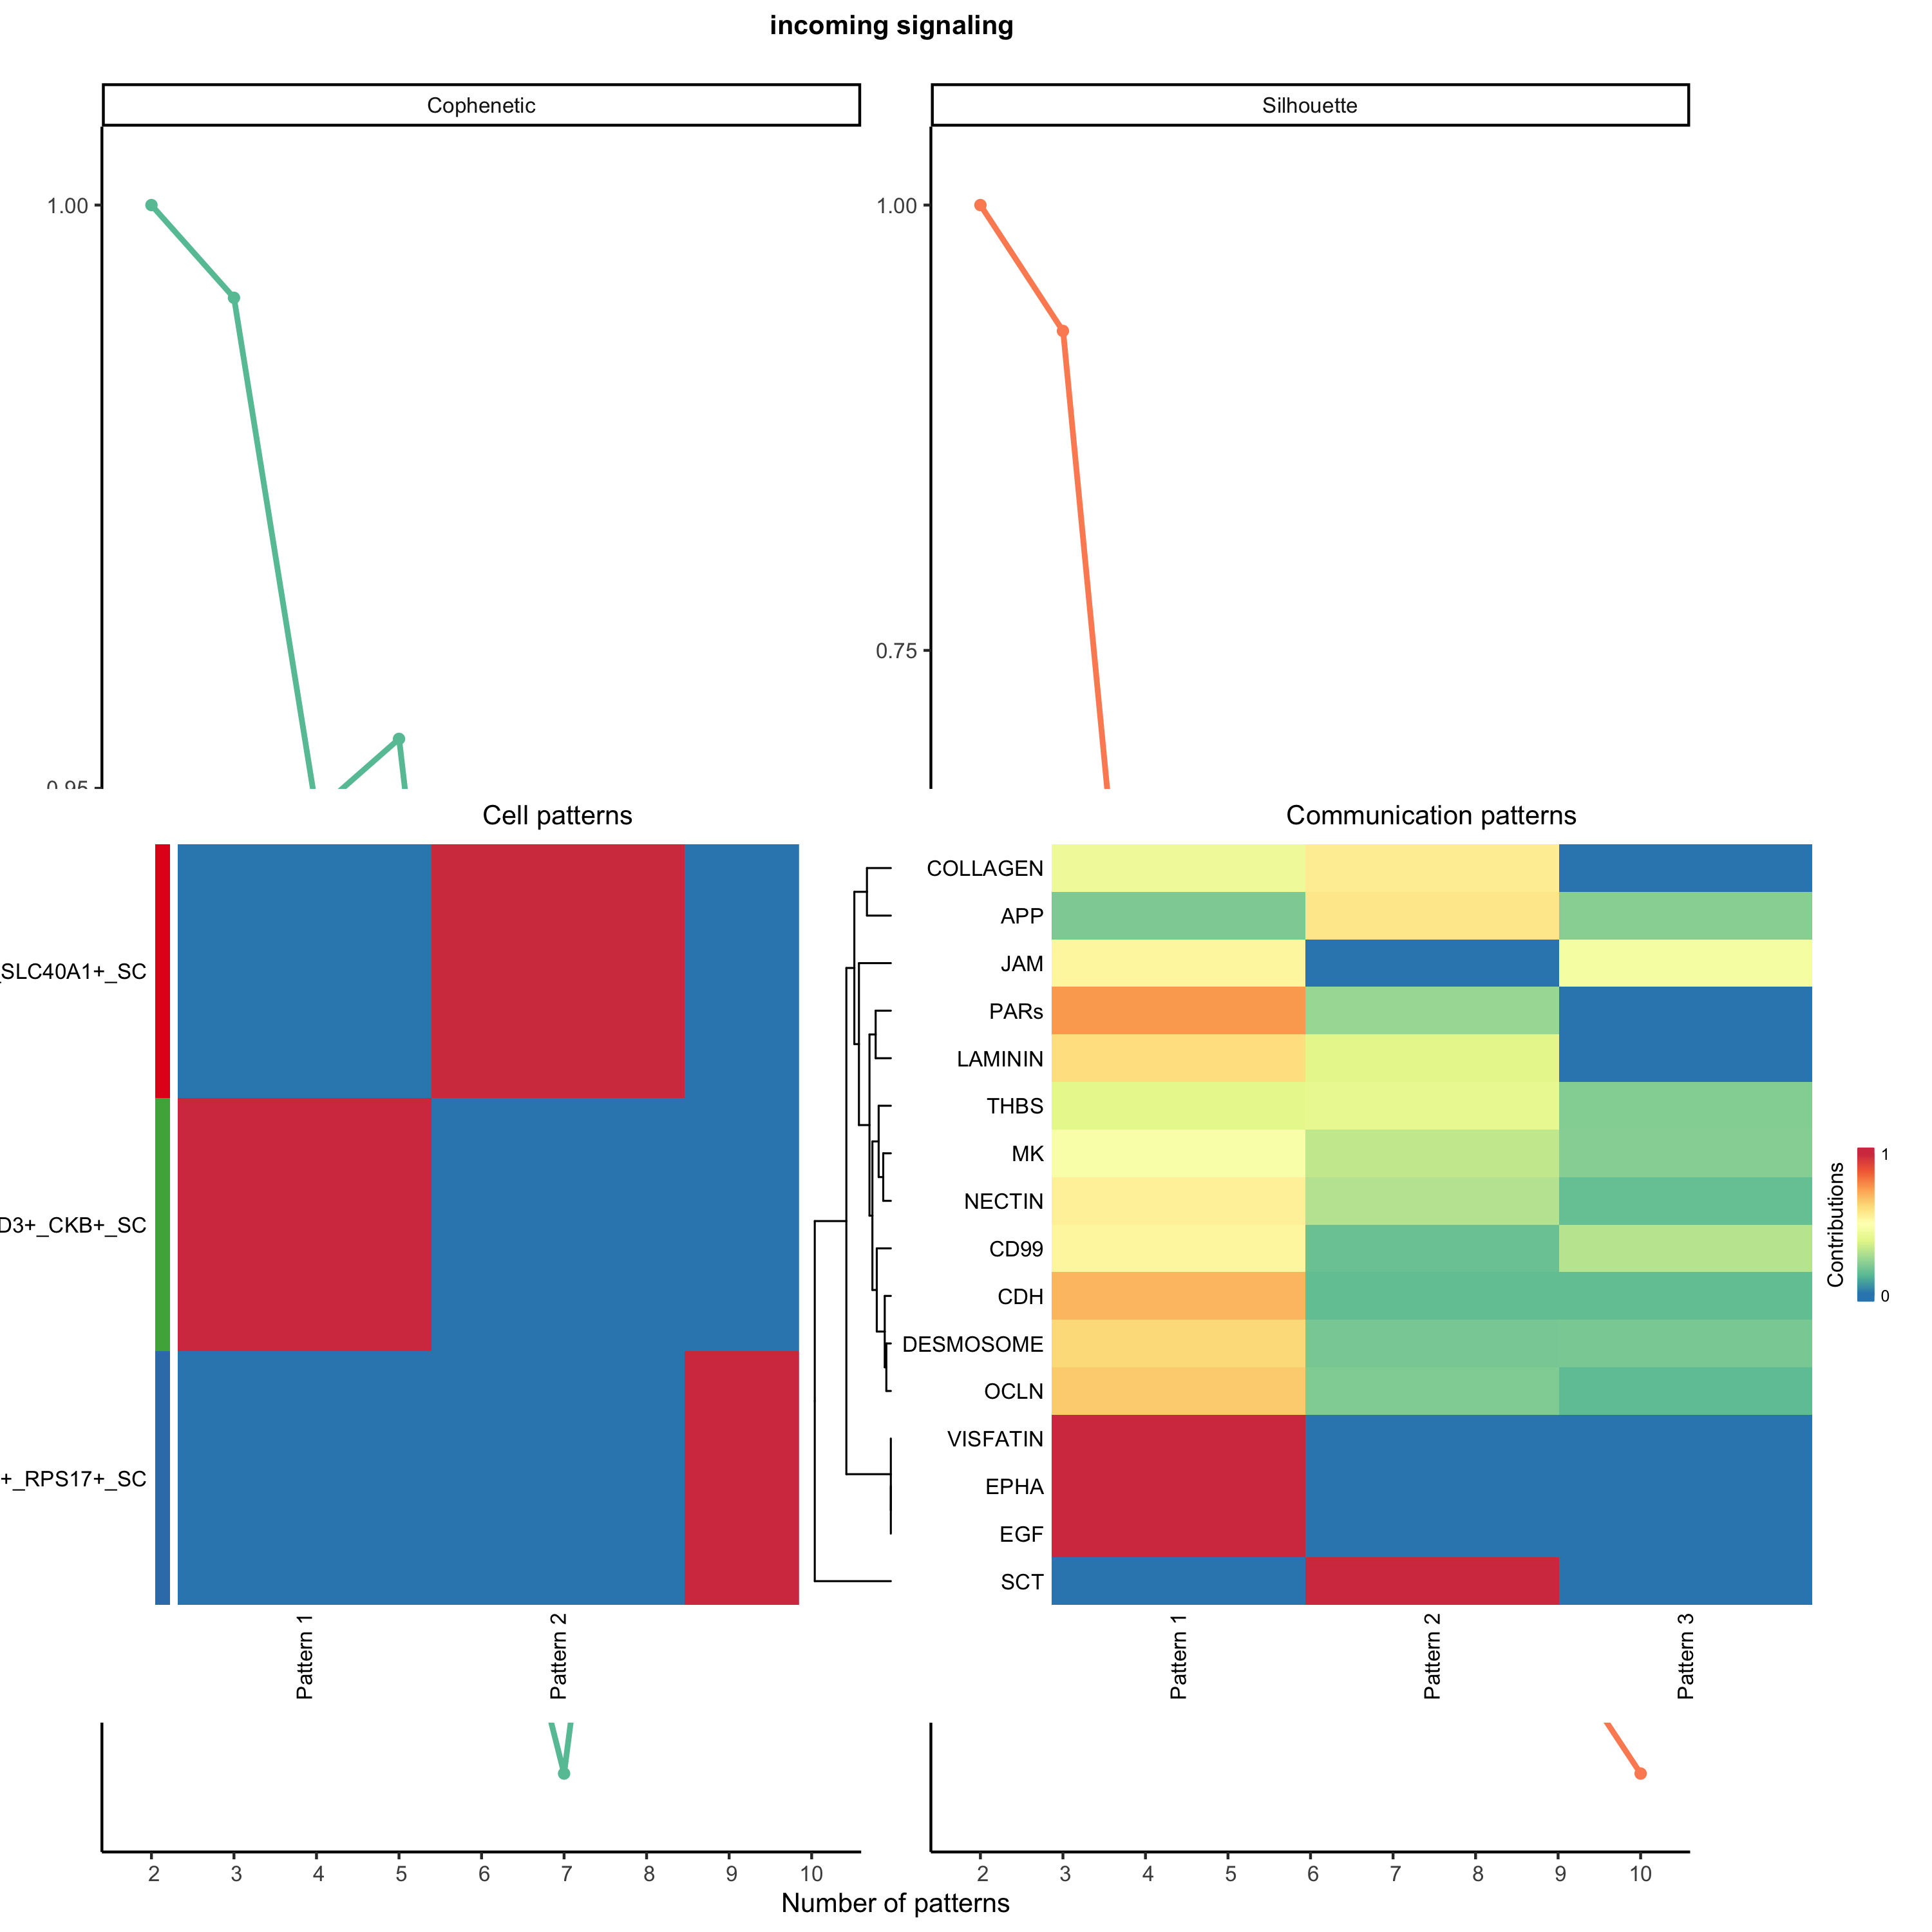 incoming signaling
Cophenetic
Silhouette
1.00
1.00
0.75
0.95
Cell patterns
Communication patterns
_SLC40A1+_SC
D3+_CKB+_SC
+_RPS17+_SC
COLLAGEN
APP
JAM
PARs
LAMININ
THBS
MK
NECTIN
CD99
CDH
DESMOSOME
OCLN
VISFATIN
EPHA
EGF
SCT
Contributions
1
0
Pattern 1
Pattern 2
Pattern 1
Pattern 2
Pattern 3
2 3 4 5 6 7 8 9 10
2 3 4 5 6 7 8 9 10
Number of patterns